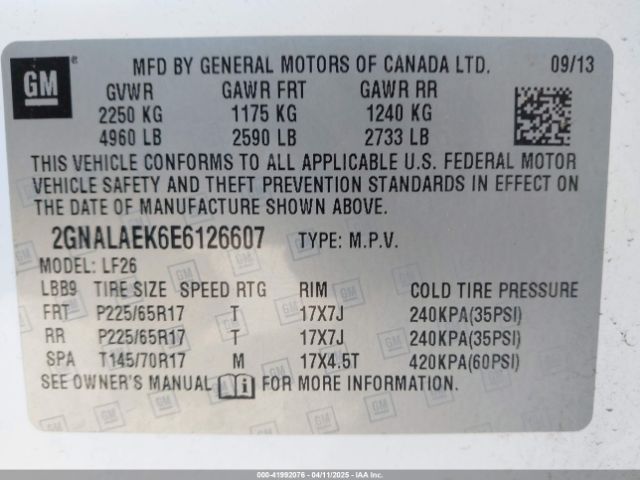 GM
MFD BY GENERAL MOTORS OF CANADA LTD. 09/13
GVWR GAWR FRT GAWR RR
2250 KG 1175 KG 1240 KG
4960 LB 2590 LB 2733 LB
THIS VEHICLE CONFORMS TO ALL APPLICABLE U.S. FEDERAL MOTOR
VEHICLE SAFETY AND THEFT PREVENTION STANDARDS IN EFFECT ON
THE DATE OF MANUFACTURE SHOWN ABOVE.
2GNALAEK6E6126607 TYPE: M.P.V.
MODEL: LF26
LBB9 TIRE SIZE SPEED RTG RIM COLD TIRE PRESSURE
FRT P225/65R17 T 17X7J 240KPA(35PSI)
RR P225/65R17 T 17X7J 240KPA(35PSI)
SPA T145/70R17 M 17X4.5T 420KPA(60PSI)
SEE OWNER'S MANUAL FOR MORE INFORMATION.
00-41992076 - 04/11/2025 - IAAI.COM